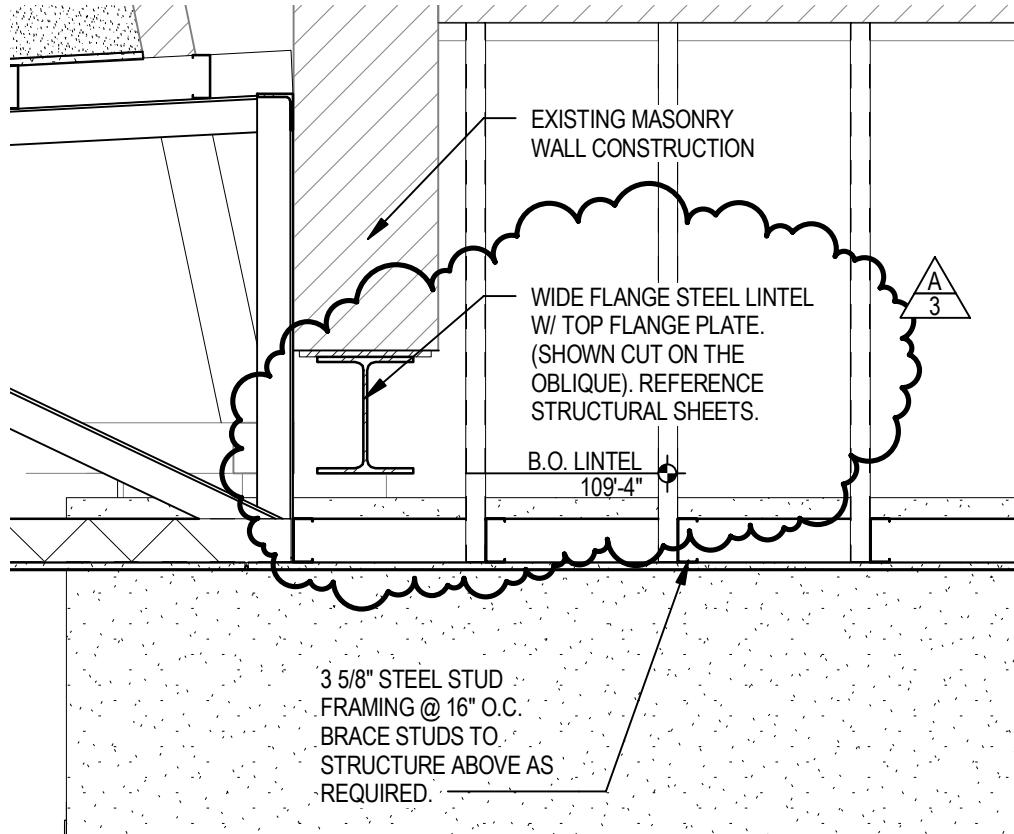 EXISTING MASONRY
WALL CONSTRUCTION
WIDE FLANGE STEEL LINTEL
W/ TOP FLANGE PLATE.
(SHOWN CUT ON THE
OBLIQUE). REFERENCE
STRUCTURAL SHEETS.
A
3
B.O. LINTEL
109'-4"
3 5/8" STEEL STUD
FRAMING @ 16" O.C.
BRACE STUDS TO
STRUCTURE ABOVE AS
REQUIRED.